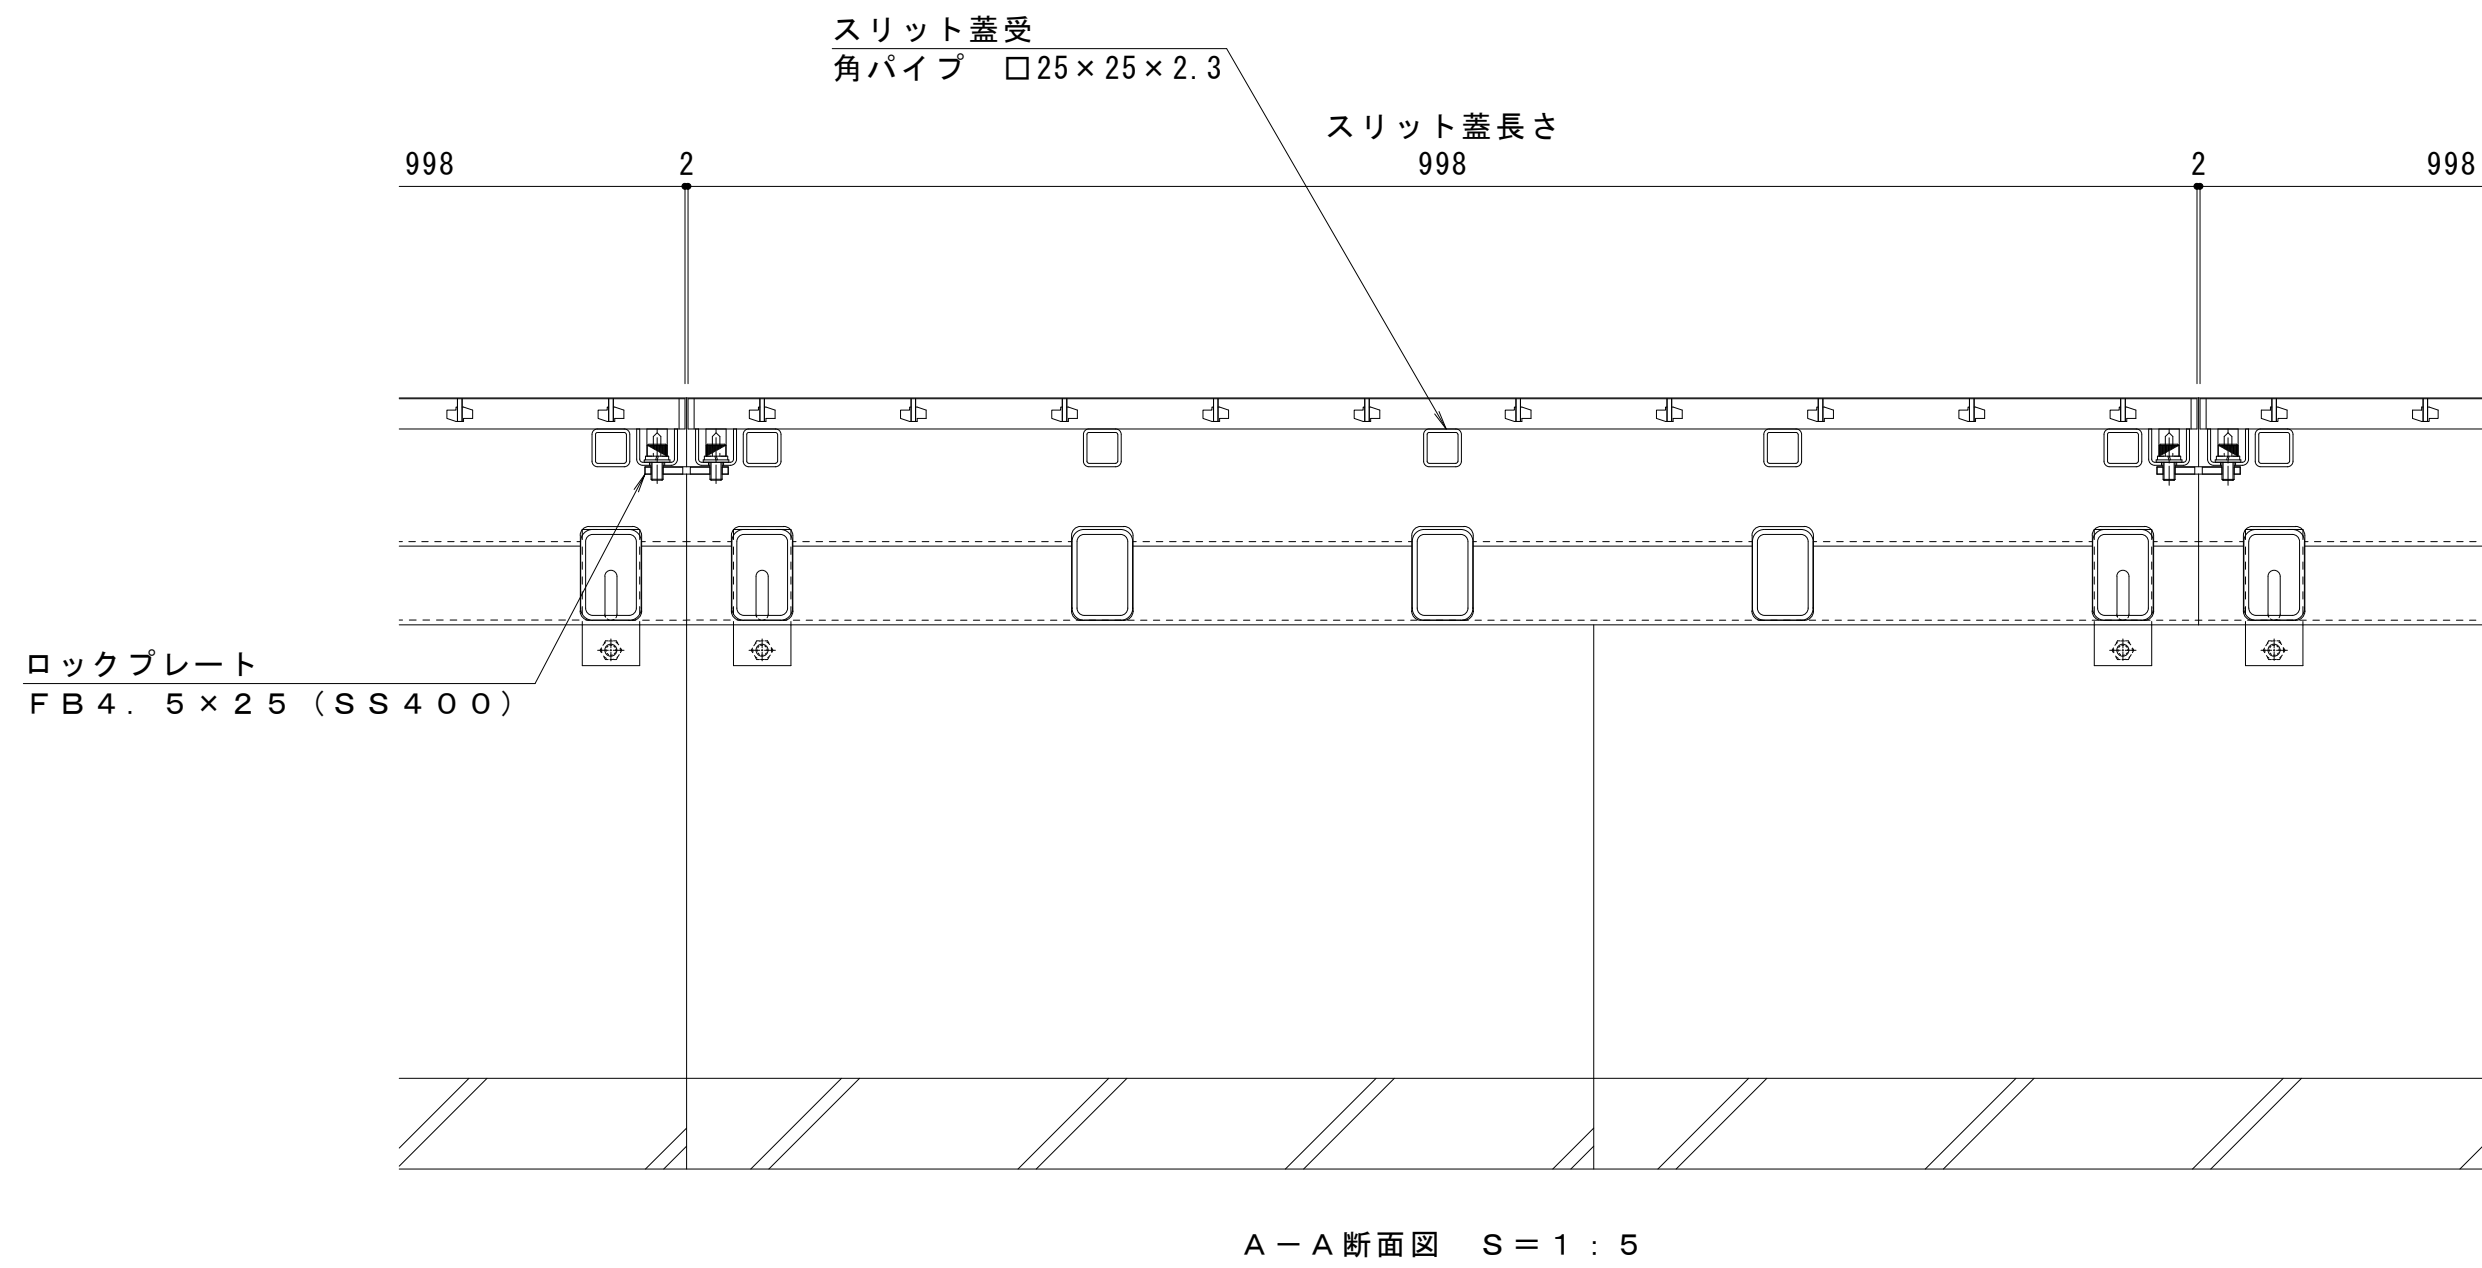 スリット蓋受
角パイプ　□25×25×2.3
スリット蓋長さ
998 2 998 2 998
ロックプレート
ＦＢ４．５×２５（ＳＳ４００）
Ａ－Ａ断面図　Ｓ＝１：５